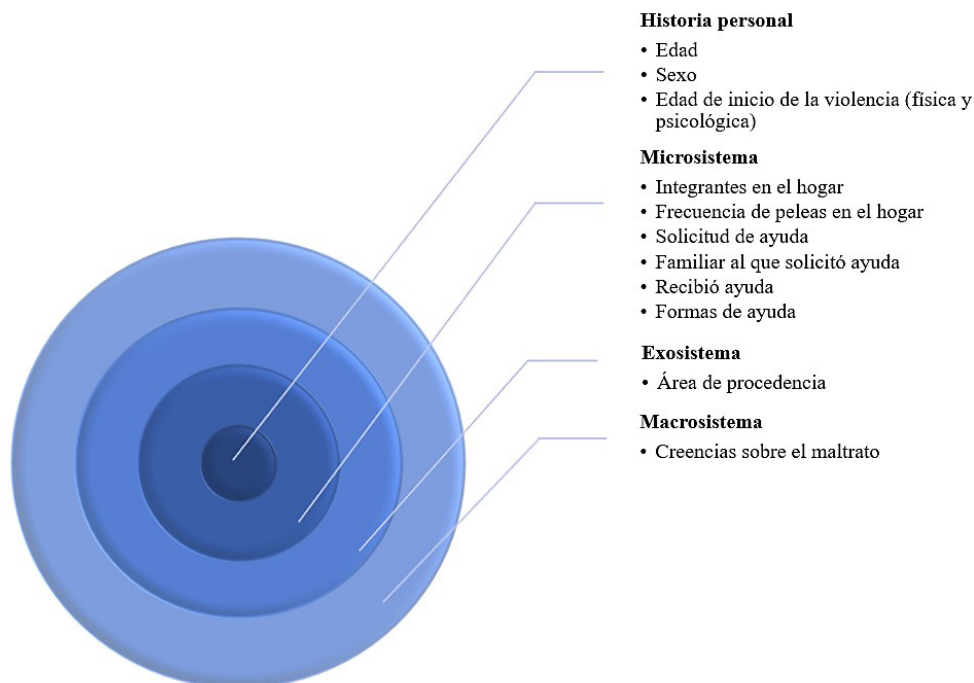 Historia personal
• Edad
• Sexo
• Edad de inicio de la violencia (física y
psicológica)
Microsistema
• Integrantes en el hogar
• Frecuencia de peleas en el hogar
• Solicitud de ayuda
• Familiar al que solicitó ayuda
• Recibió ayuda
• Formas de ayuda
Exosistema
• Área de procedencia
Macrosistema
• Creencias sobre el maltrato